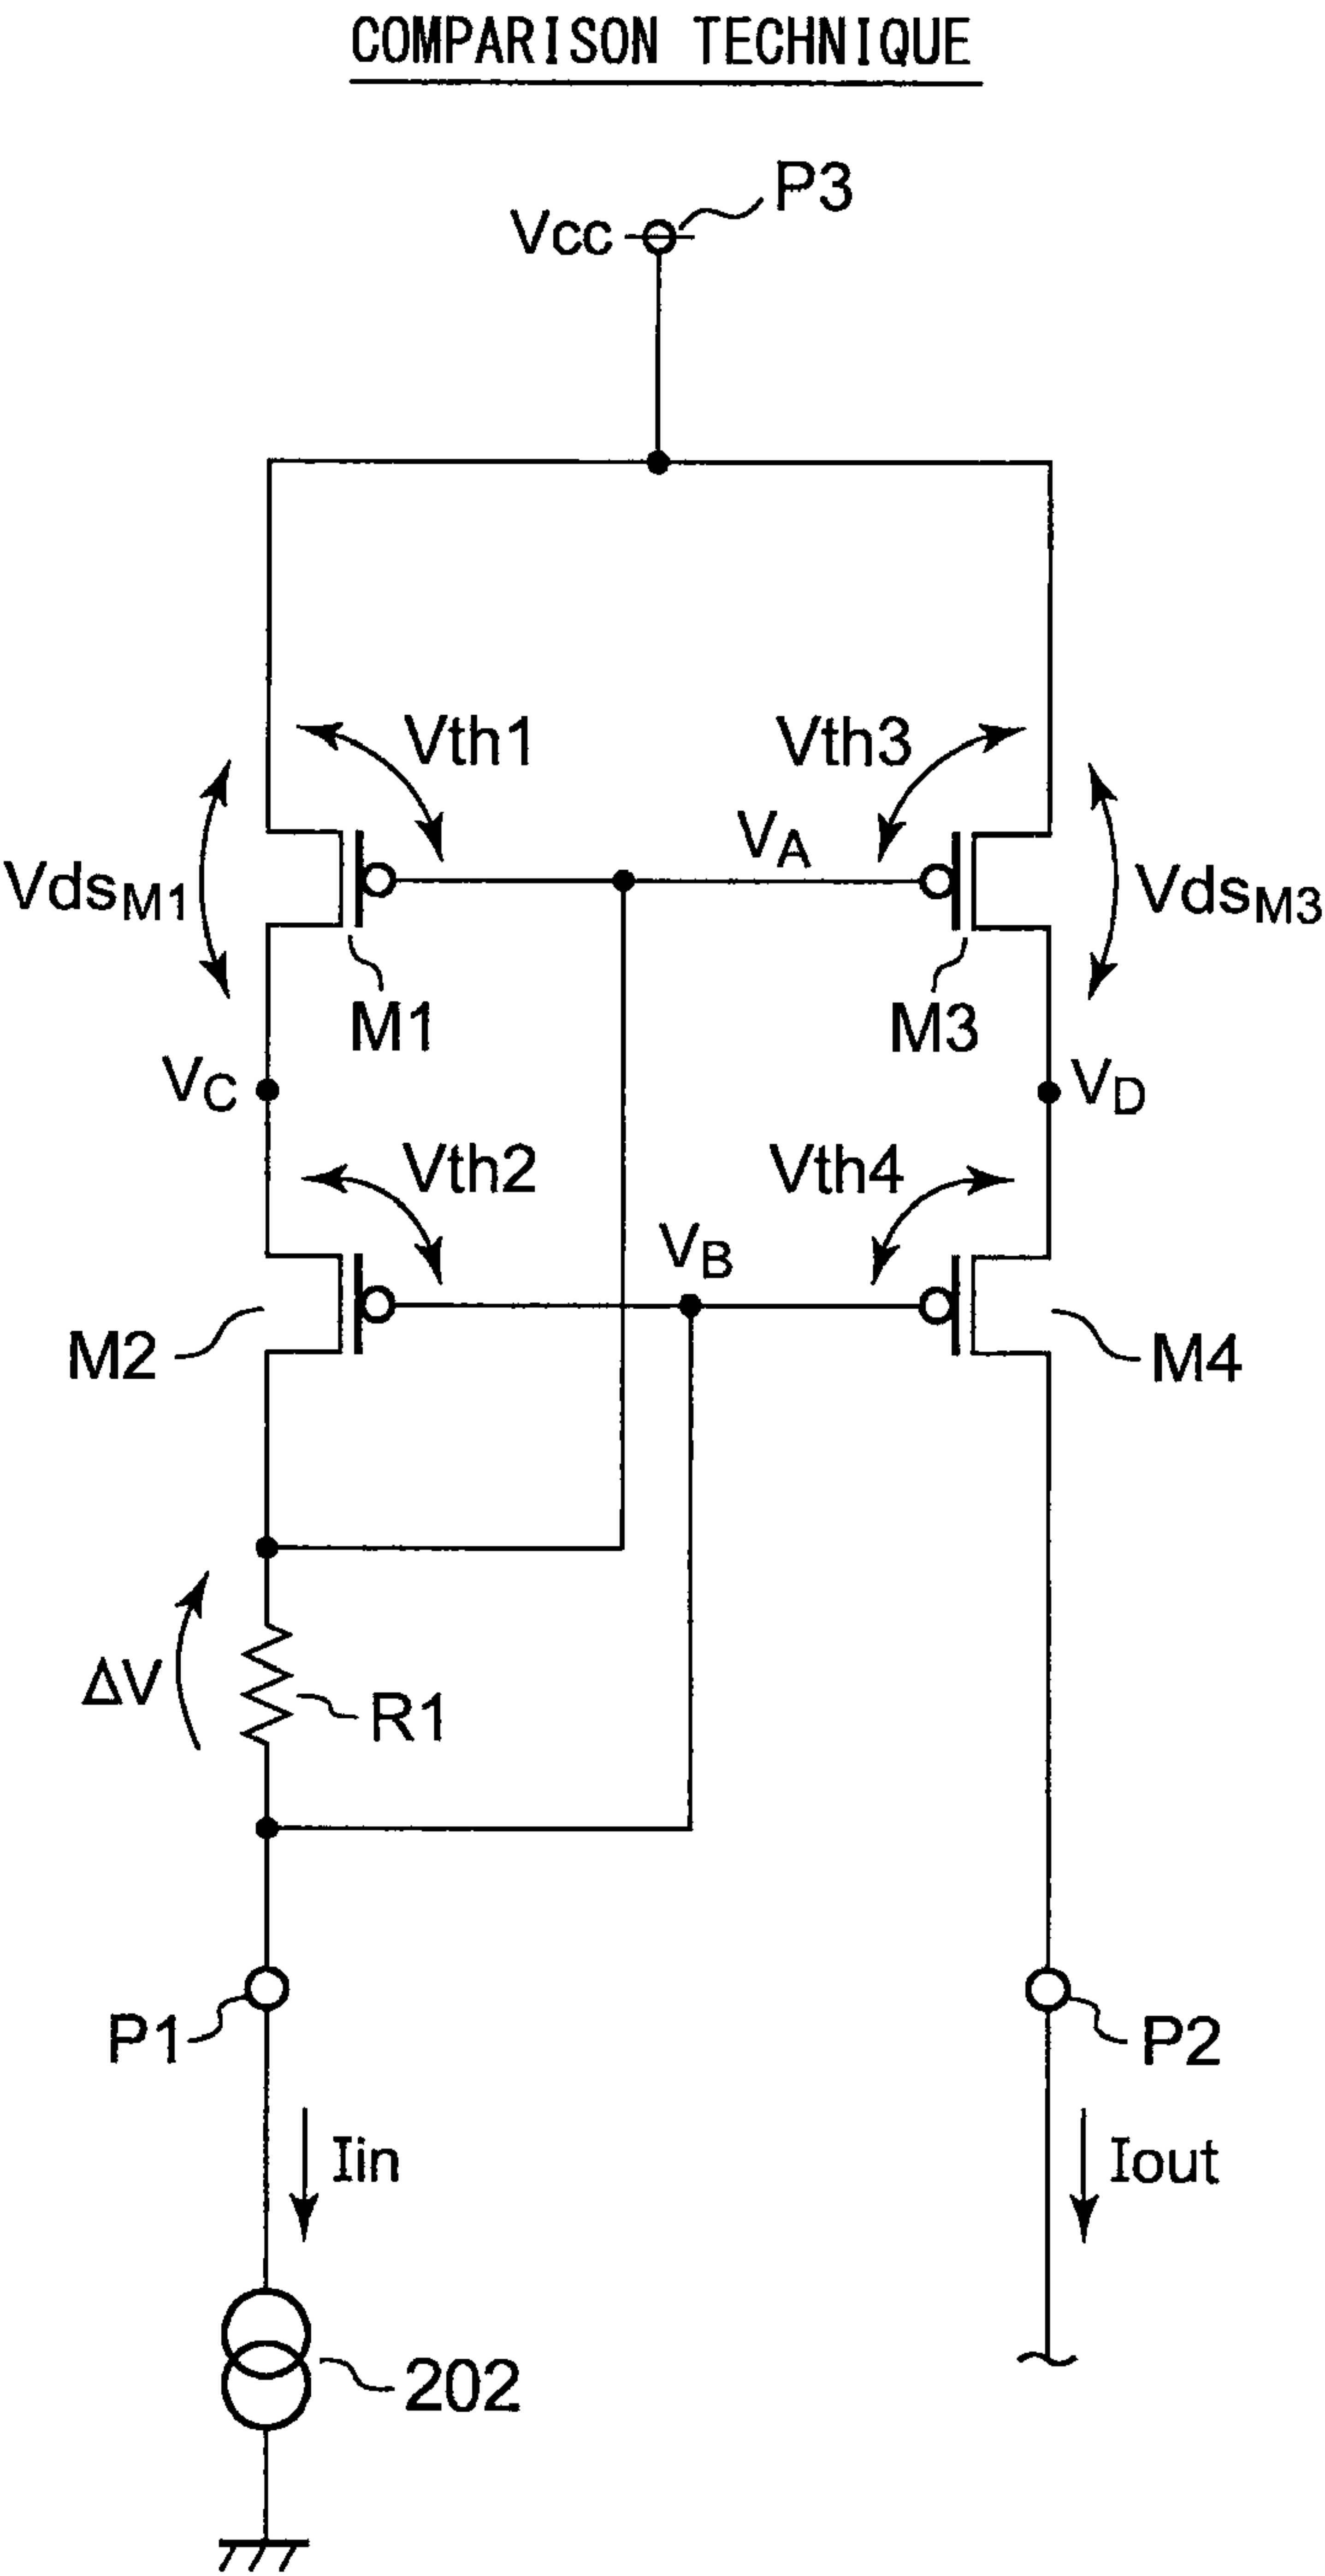 COMPARISON TECHNIQUE
P3
Vcc
Vth1
Vth3
VA
VdsM1
VdsM3
M1
M3
VC
VD
Vth2
Vth4
VB
M2
M4
ΔV
R1
P1
P2
Iin
Iout
202